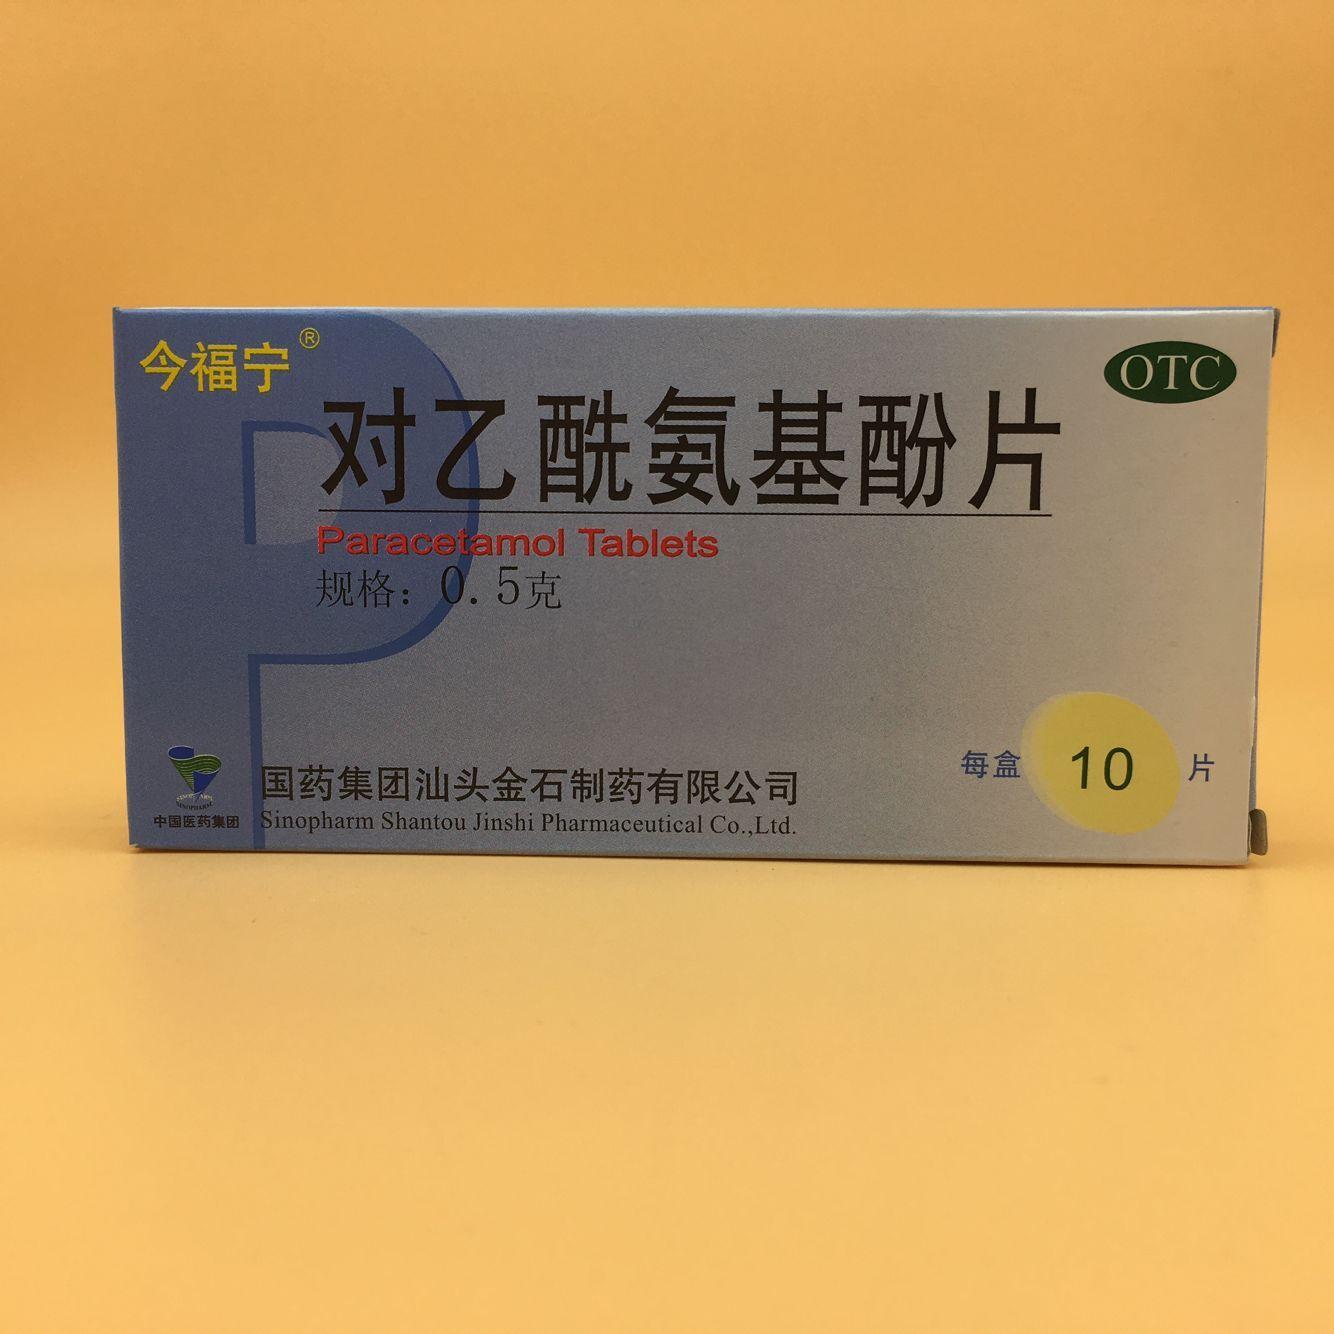 今福宁®
OTC
对乙酰氨基酚片
Paracetamol Tablets
规格：0.5克
每盒 10 片
国药集团汕头金石制药有限公司
Sinopharm Shantou Jinshi Pharmaceutical Co.,Ltd.
SINOPHARM
中国医药集团